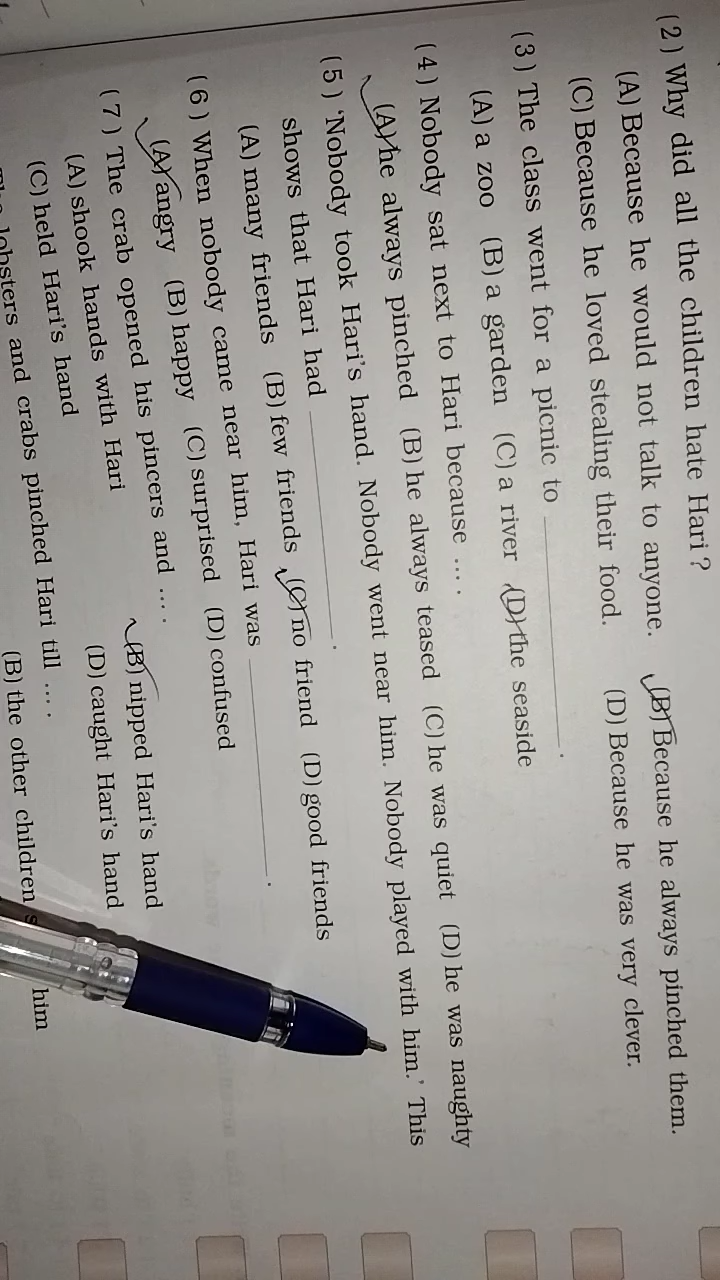 (2) Why did all the children hate Hari ?
(A) Because he would not talk to anyone. (B) Because he always pinched them.
(C) Because he loved stealing their food. (D) Because he was very clever.
(3) The class went for a picnic to ____________.
(A) a zoo (B) a garden (C) a river (D) the seaside
(4) Nobody sat next to Hari because ... .
(A) he always pinched (B) he always teased (C) he was quiet (D) he was naughty
(5) 'Nobody took Hari's hand. Nobody went near him. Nobody played with him.' This
shows that Hari had ____________.
(A) many friends (B) few friends (C) no friend (D) good friends
(6) When nobody came near him, Hari was ____________.
(A) angry (B) happy (C) surprised (D) confused
(7) The crab opened his pincers and ... .
(A) shook hands with Hari (B) nipped Hari's hand
(C) held Hari's hand (D) caught Hari's hand
lobsters and crabs pinched Hari till ... .
(B) the other children him